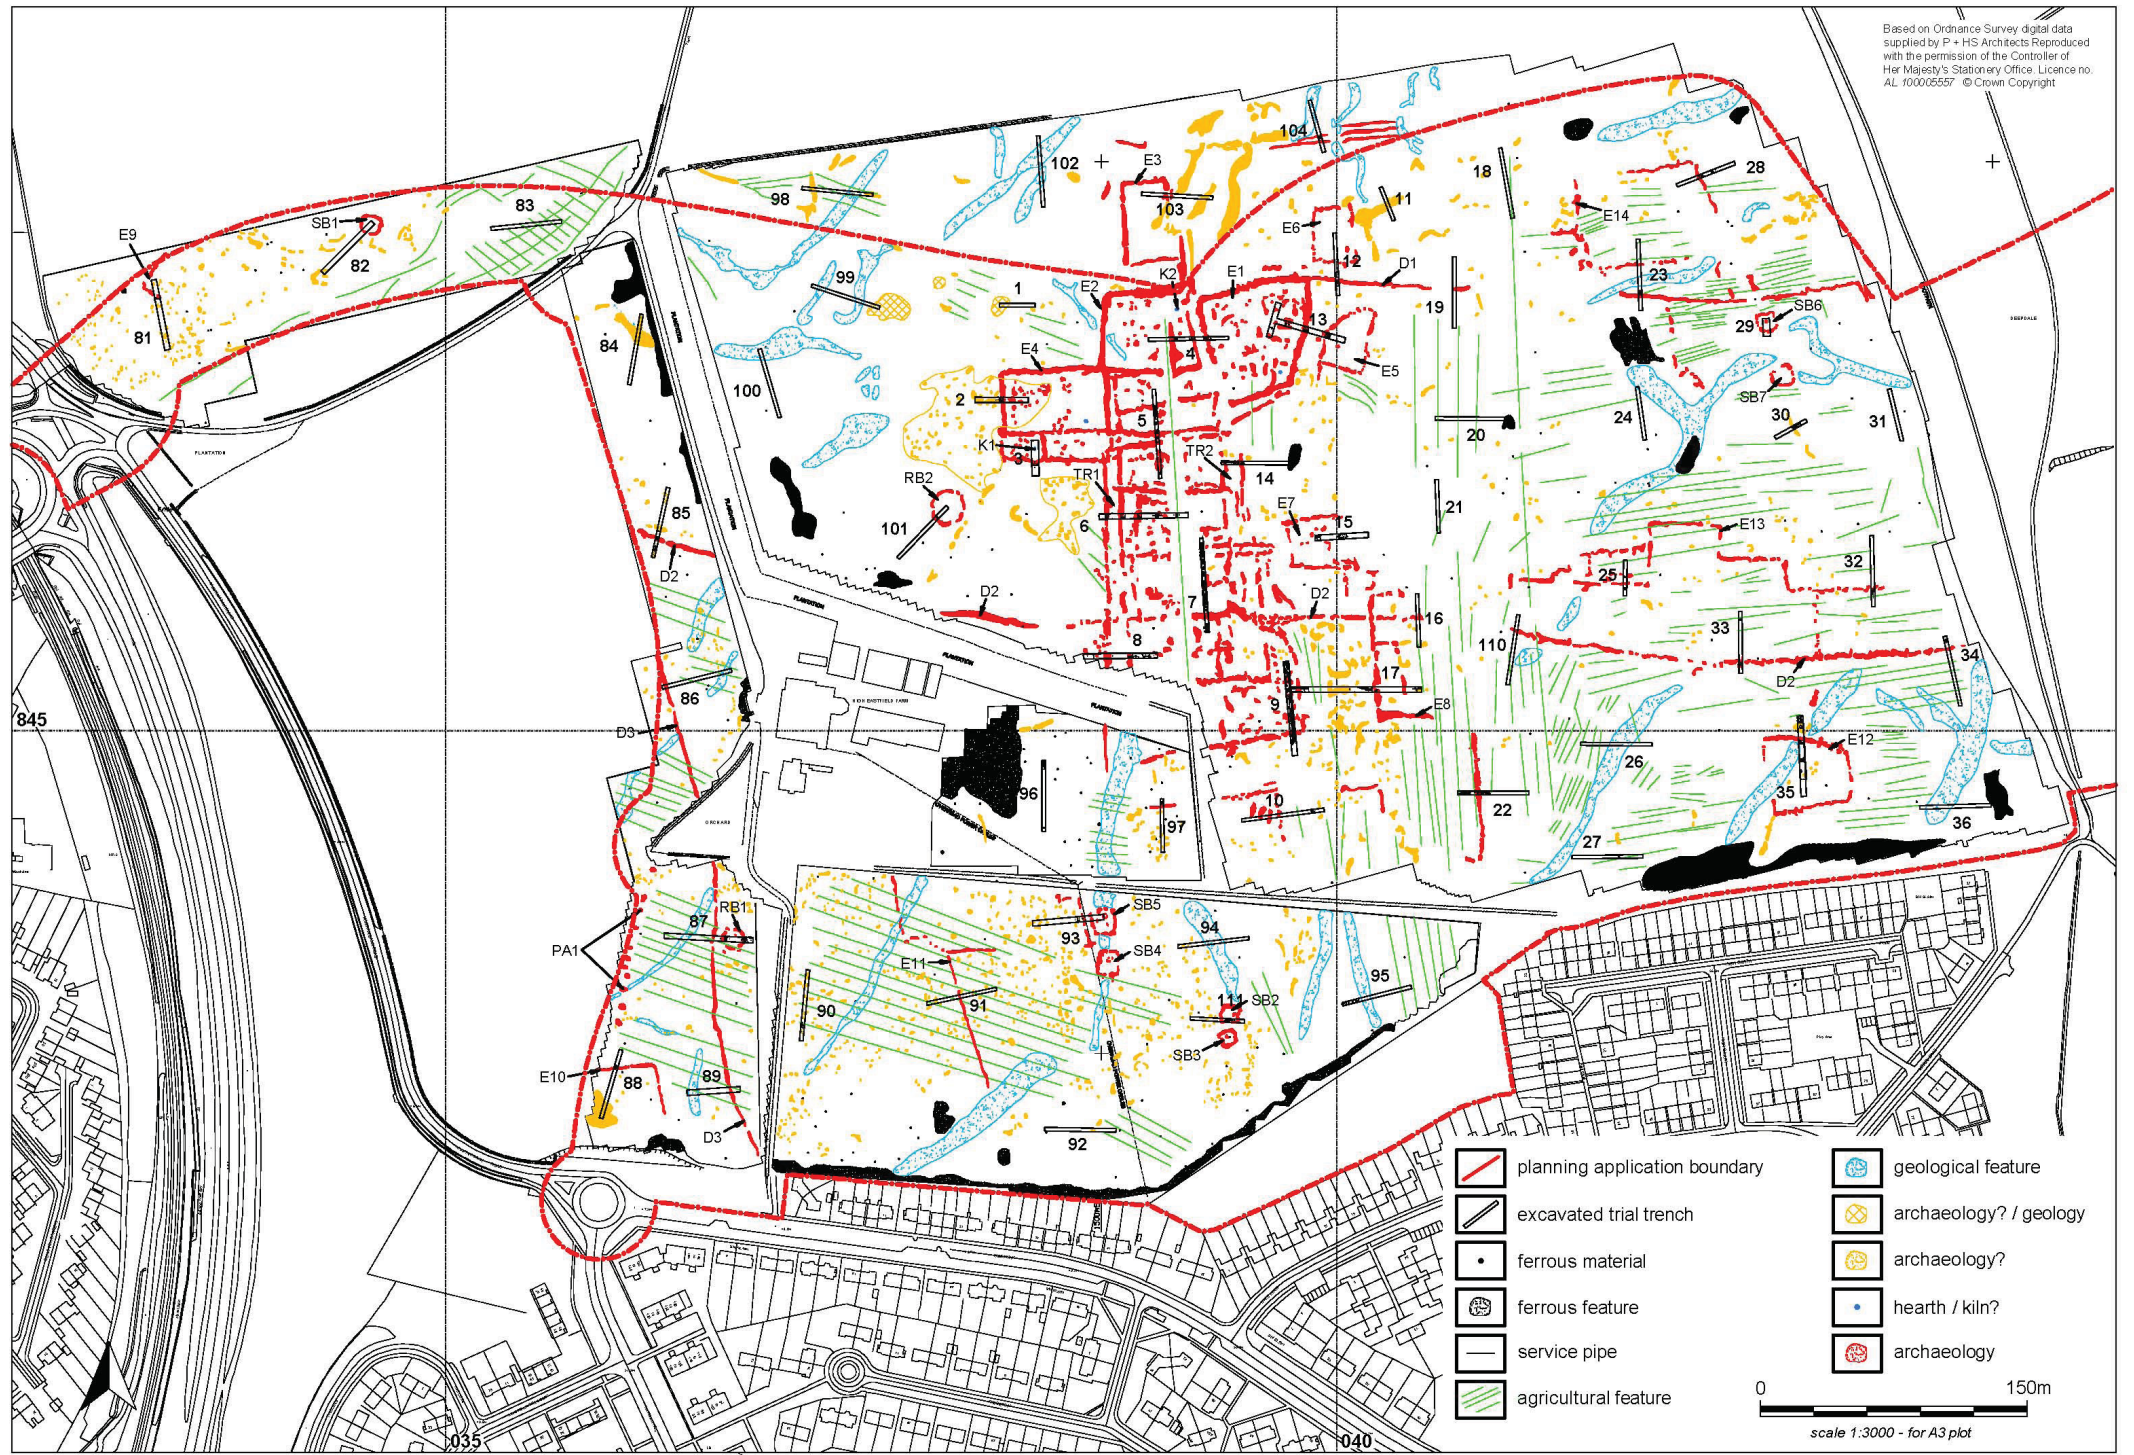 Based on Ordnance Survey digital data
supplied by P + HS Architects Reproduced
with the permission of the Controller of
Her Majesty's Stationery Office. Licence no.
AL 100005557 © Crown Copyright
104
102
E3
18
28
98
103
11
83
SB1
E14
E9
E6
82
12
99
K2
E1
D1
23
1
E2
19
SB6
81
13
29
84
4
E4
E5
DEEPDALE
100
2
SB7
5
24
30
31
20
K1
3
TR2
PLANTATION
TR1
14
RB2
E7
21
85
101
6
15
E13
D2
25
32
PLANTATION
PLANTATION
PLANTATION
D2
7
D2
16
33
8
110
34
PLANTATION
86
17
D2
9
E8
845
D3
PLANTATION
E12
26
96
10
35
22
97
36
ORCHARD
27
RB1
87
SB5
93
94
PA1
SB4
E11
95
111
SB2
90
91
SB3
E10
88
89
D3
92
planning application boundary
geological feature
excavated trial trench
archaeology? / geology
ferrous material
archaeology?
ferrous feature
hearth / kiln?
service pipe
archaeology
agricultural feature
0
150m
scale 1:3000 - for A3 plot
035
040